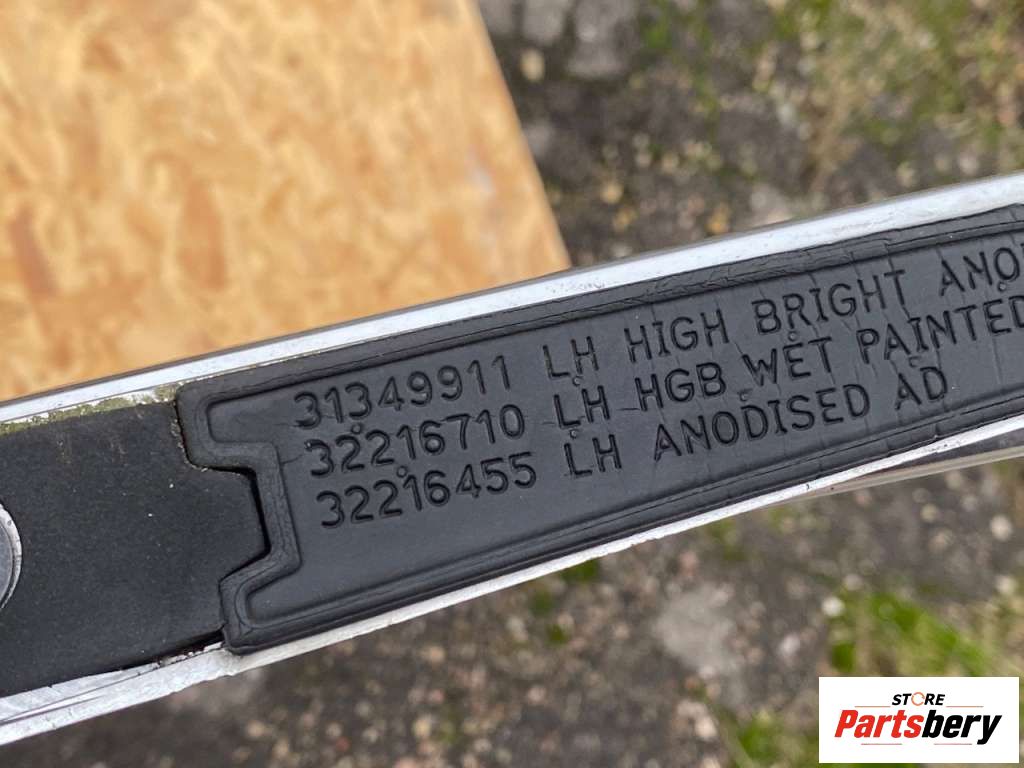 31349911 LH HIGH BRIGHT
32216710 LH HGB WET PAINTED
32216455 LH ANODISED AD
STORE
Partsbery